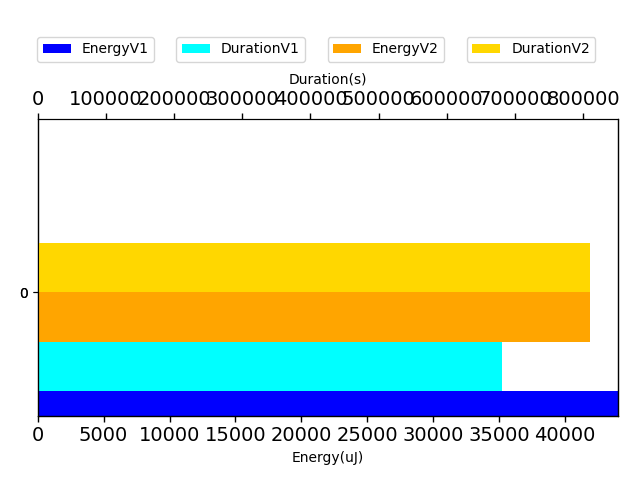 EnergyV1 DurationV1 EnergyV2 DurationV2
Duration(s)
0 100000 200000 300000 400000 500000 600000 700000 800000
0
0 5000 10000 15000 20000 25000 30000 35000 40000
Energy(uJ)